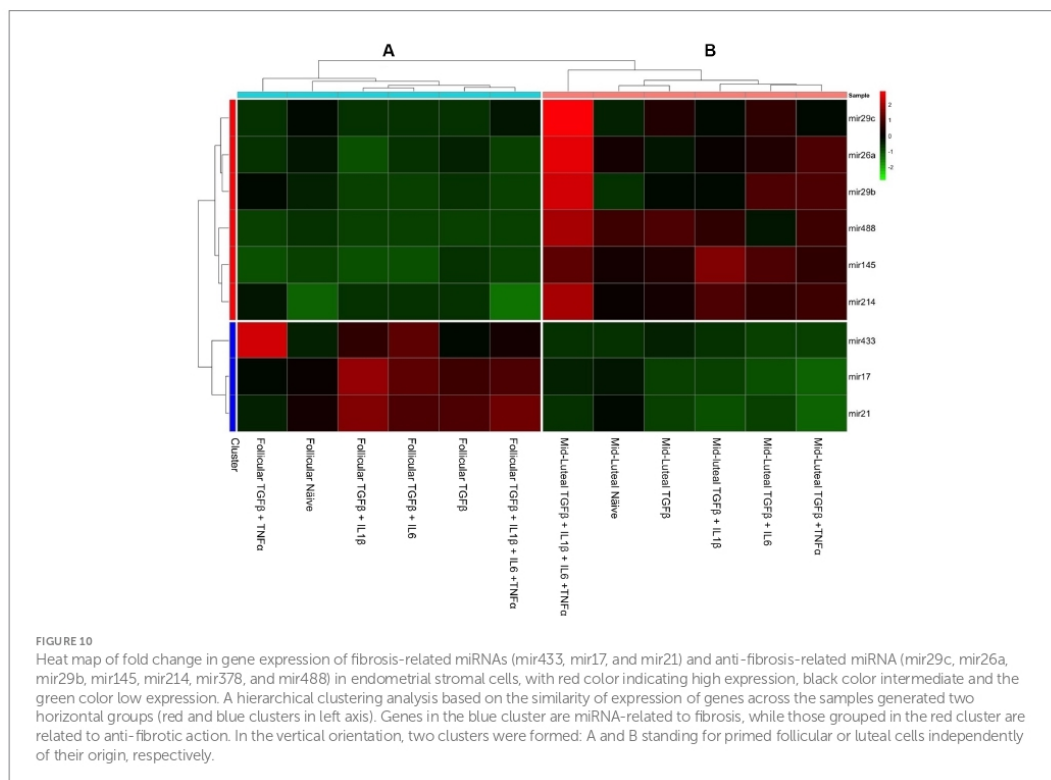 A
B
Sample
2
1
0
-1
-2
mir29c
mir26a
mir29b
mir488
mir145
mir214
mir433
mir17
mir21
Cluster
Follicular TGFβ + TNFα
Follicular Näive
Follicular TGFβ + IL1β
Follicular TGFβ + IL6
Follicular TGFβ
Follicular TGFβ + IL1β + IL6 +TNFα
Mid-Luteal TGFβ + IL1β + IL6 +TNFα
Mid-Luteal Näive
Mid-Luteal TGFβ
Mid-luteal TGFβ + IL1β
Mid-Luteal TGFβ + IL6
Mid-Luteal TGFβ +TNFα
FIGURE 10
Heat map of fold change in gene expression of fibrosis-related miRNAs (mir433, mir17, and mir21) and anti-fibrosis-related miRNA (mir29c, mir26a,
mir29b, mir145, mir214, mir378, and mir488) in endometrial stromal cells, with red color indicating high expression, black color intermediate and the
green color low expression. A hierarchical clustering analysis based on the similarity of expression of genes across the samples generated two
horizontal groups (red and blue clusters in left axis). Genes in the blue cluster are miRNA-related to fibrosis, while those grouped in the red cluster are
related to anti-fibrotic action. In the vertical orientation, two clusters were formed: A and B standing for primed follicular or luteal cells independently
of their origin, respectively.